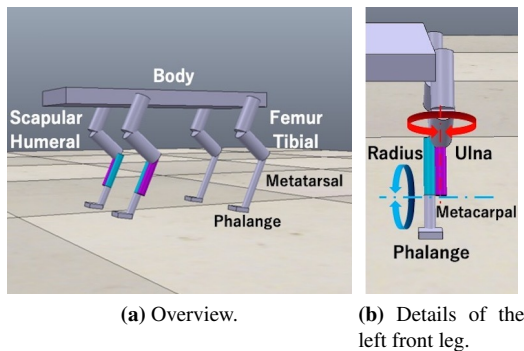 Body
Scapular
Humeral
Femur
Tibial
Metatarsal
Phalange
(a) Overview.
Radius
Ulna
Metacarpal
Phalange
(b) Details of the
left front leg.